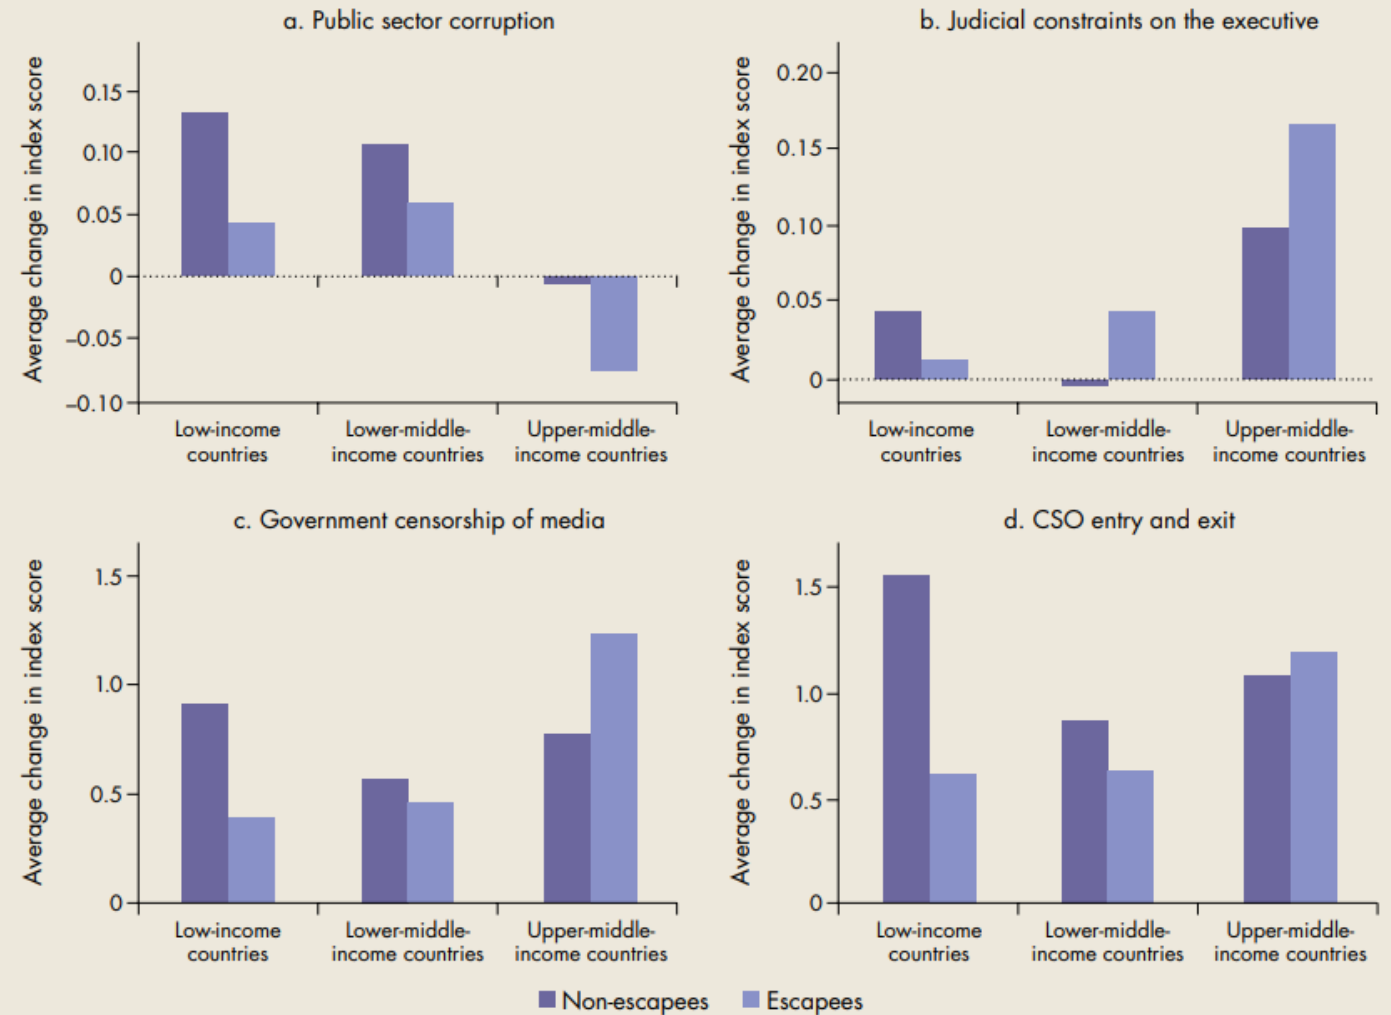 a. Public sector corruption
Average change in index score
0.15
0.10
0.05
0
–0.05
–0.10
Low-income
countries
Lower-middle-
income countries
Upper-middle-
income countries
b. Judicial constraints on the executive
Average change in index score
0.20
0.15
0.10
0.05
0
Low-income
countries
Lower-middle-
income countries
Upper-middle-
income countries
c. Government censorship of media
Average change in index score
1.5
1.0
0.5
0
Low-income
countries
Lower-middle-
income countries
Upper-middle-
income countries
d. CSO entry and exit
Average change in index score
1.5
1.0
0.5
0
Low-income
countries
Lower-middle-
income countries
Upper-middle-
income countries
Non-escapees
Escapees